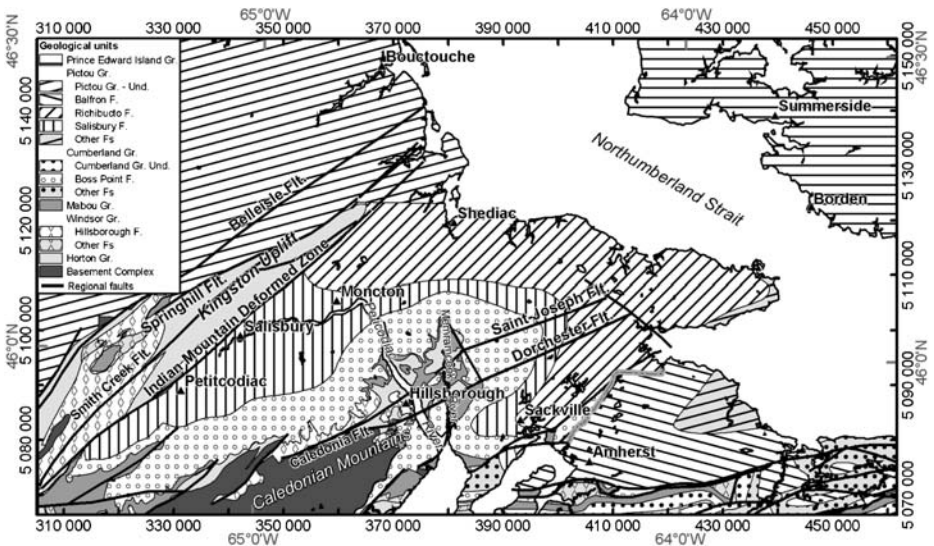 65°0'W
64°0'W
310 000 330 000 350 000 370 000 390 000 410 000 430 000 450 000
46°30'N
46°30'N
Geological units
Prince Edward Island Gr.
Pictou Gr.
Pictou Gr. - Und.
Balfron F.
Richibucto F.
Salisbury F.
Other Fs
Cumberland Gr.
Cumberland Gr. Und.
Boss Point F.
Other Fs
Mabou Gr.
Windsor Gr.
Hillsborough F.
Other Fs
Horton Gr.
Basement Complex
Regional faults
5 140 000
5 120 000
5 100 000
5 080 000
46°0'N
5 150 000
5 130 000
5 110 000
5 090 000
5 070 000
46°0'N
Bouctouche
Summerside
Northumberland Strait
Borden
Belleisle Flt.
Shediac
Springhill Flt.
Kingston Uplift
Indian Mountain Deformed Zone
Moncton
Saint-Joseph Flt.
Salisbury
Dorchester Flt.
Smith Creek Flt.
Petitcodiac
Petitcodiac
River
Hillsborough
Sackville
Caledonia Flt.
Amherst
Caledonian Mountains
310 000 330 000 350 000 370 000 390 000 410 000 430 000 450 000
65°0'W
64°0'W